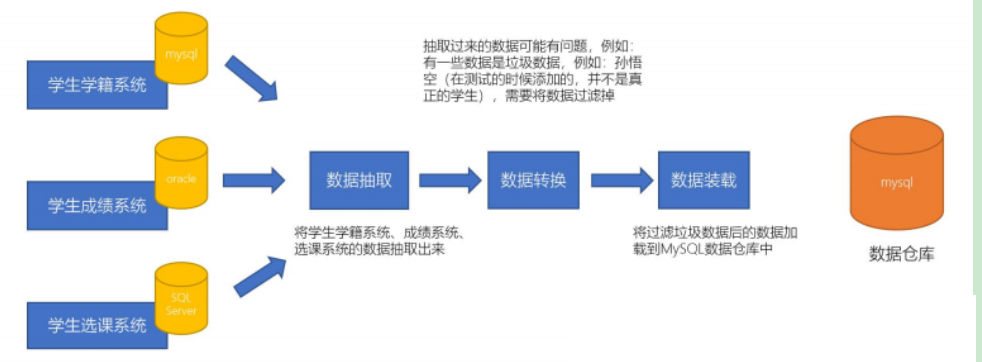 mysql
学生学籍系统
oracle
学生成绩系统
SQL
Server
学生选课系统
抽取过来的数据可能有问题，例如：
有一些数据是垃圾数据，例如：孙悟
空（在测试的时候添加的，并不是真
正的学生），需要将数据过滤掉
数据抽取
将学生学籍系统、成绩系统、
选课系统的数据抽取出来
数据转换
数据装载
将过滤垃圾数据后的数据加
载到MySQL数据仓库中
mysql
数据仓库